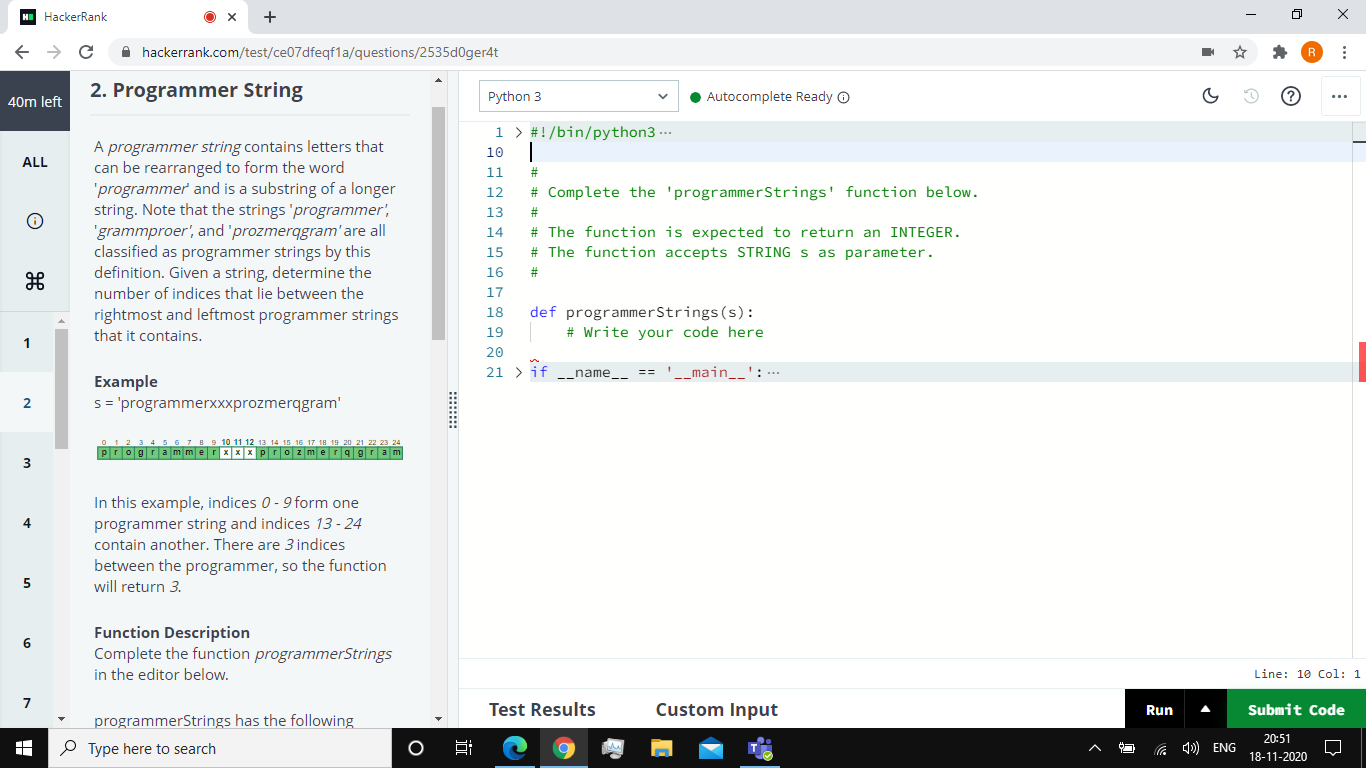 HackerRank
hackerrank.com/test/ce07dfeqf1a/questions/2535d0ger4t
R
40m left
ALL
1
2
3
4
5
6
7
2. Programmer String
A programmer string contains letters that
can be rearranged to form the word
'programmer' and is a substring of a longer
string. Note that the strings 'programmer',
'grammproer', and 'prozmerqgram' are all
classified as programmer strings by this
definition. Given a string, determine the
number of indices that lie between the
rightmost and leftmost programmer strings
that it contains.
Example
s = 'programmerxxxprozmerqgram'
0 1 2 3 4 5 6 7 8 9 10 11 12 13 14 15 16 17 18 19 20 21 22 23 24
p r o g r a m m e r x x x p r o z m e r q g r a m
In this example, indices 0 - 9 form one
programmer string and indices 13 - 24
contain another. There are 3 indices
between the programmer, so the function
will return 3.
Function Description
Complete the function programmerStrings
in the editor below.
programmerStrings has the following
Python 3
Autocomplete Ready
1 #!/bin/python3 ···
10
11 #
12 # Complete the 'programmerStrings' function below.
13 #
14 # The function is expected to return an INTEGER.
15 # The function accepts STRING s as parameter.
16 #
17
18 def programmerStrings(s):
19 # Write your code here
20
21 if __name__ == '__main__': ···
Line: 10 Col: 1
Test Results Custom Input
Run
Submit Code
Type here to search
ENG
20:51
18-11-2020